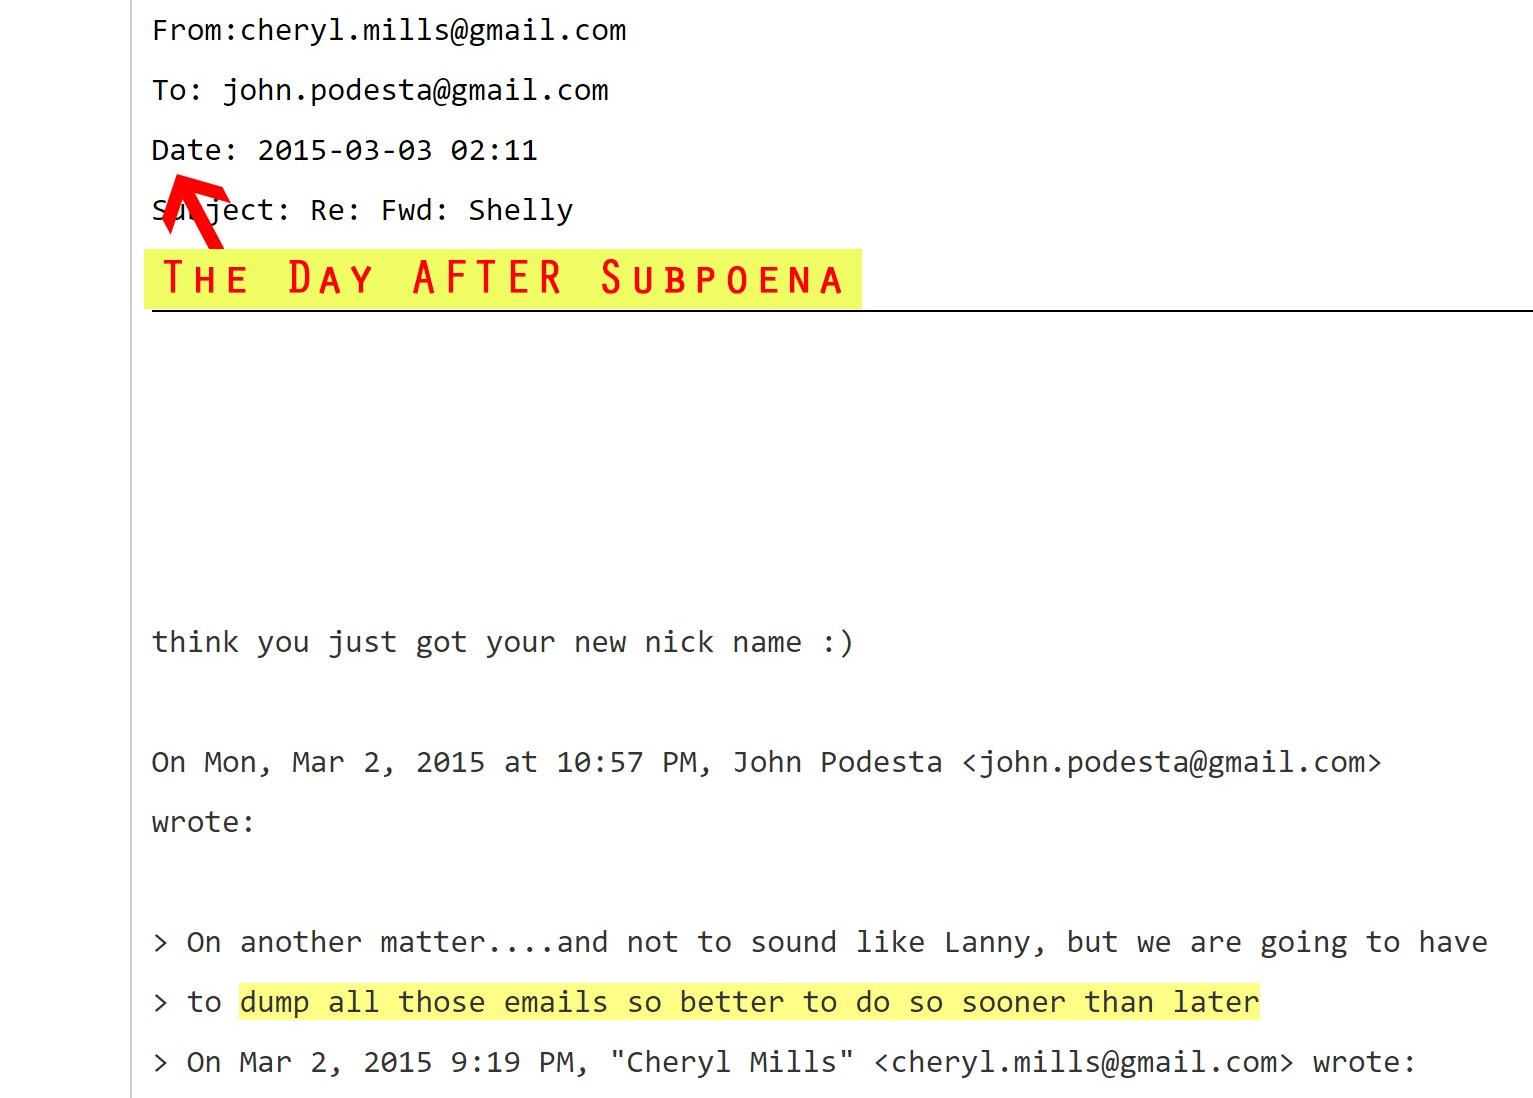 From:cheryl.mills@gmail.com
To: john.podesta@gmail.com
Date: 2015-03-03 02:11
Subject: Re: Fwd: Shelly
The Day AFTER Subpoena
think you just got your new nick name :)
On Mon, Mar 2, 2015 at 10:57 PM, John Podesta <john.podesta@gmail.com>
wrote:
> On another matter....and not to sound like Lanny, but we are going to have
> to dump all those emails so better to do so sooner than later
> On Mar 2, 2015 9:19 PM, "Cheryl Mills" <cheryl.mills@gmail.com> wrote: